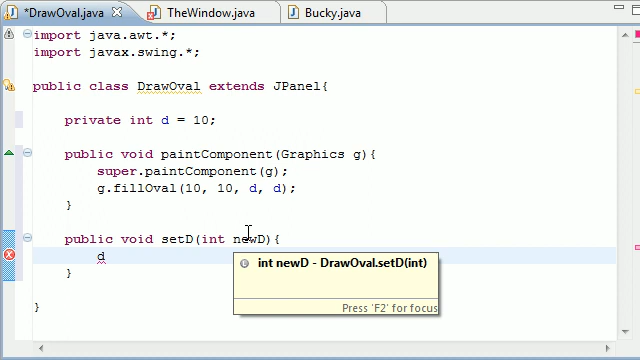 *DrawOval.java TheWindow.java Bucky.java
import java.awt.*;
import javax.swing.*;
public class DrawOval extends JPanel{
private int d = 10;
public void paintComponent(Graphics g){
super.paintComponent(g);
g.fillOval(10, 10, d, d);
}
public void setD(int newD){
d
int newD - DrawOval.setD(int)
Press 'F2' for focus
}
}